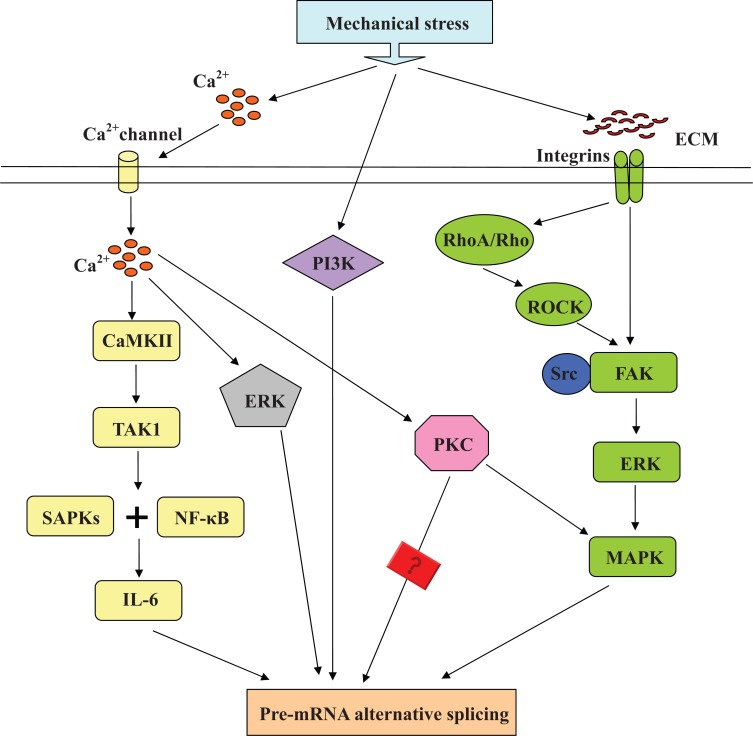 Mechanical stress
Ca²⁺
Ca²⁺channel
ECM
Integrins
RhoA/Rho
Ca²⁺
PI3K
ROCK
CaMKII
Src
FAK
ERK
TAK1
PKC
ERK
SAPKs
+
NF-κB
MAPK
?
IL-6
Pre-mRNA alternative splicing